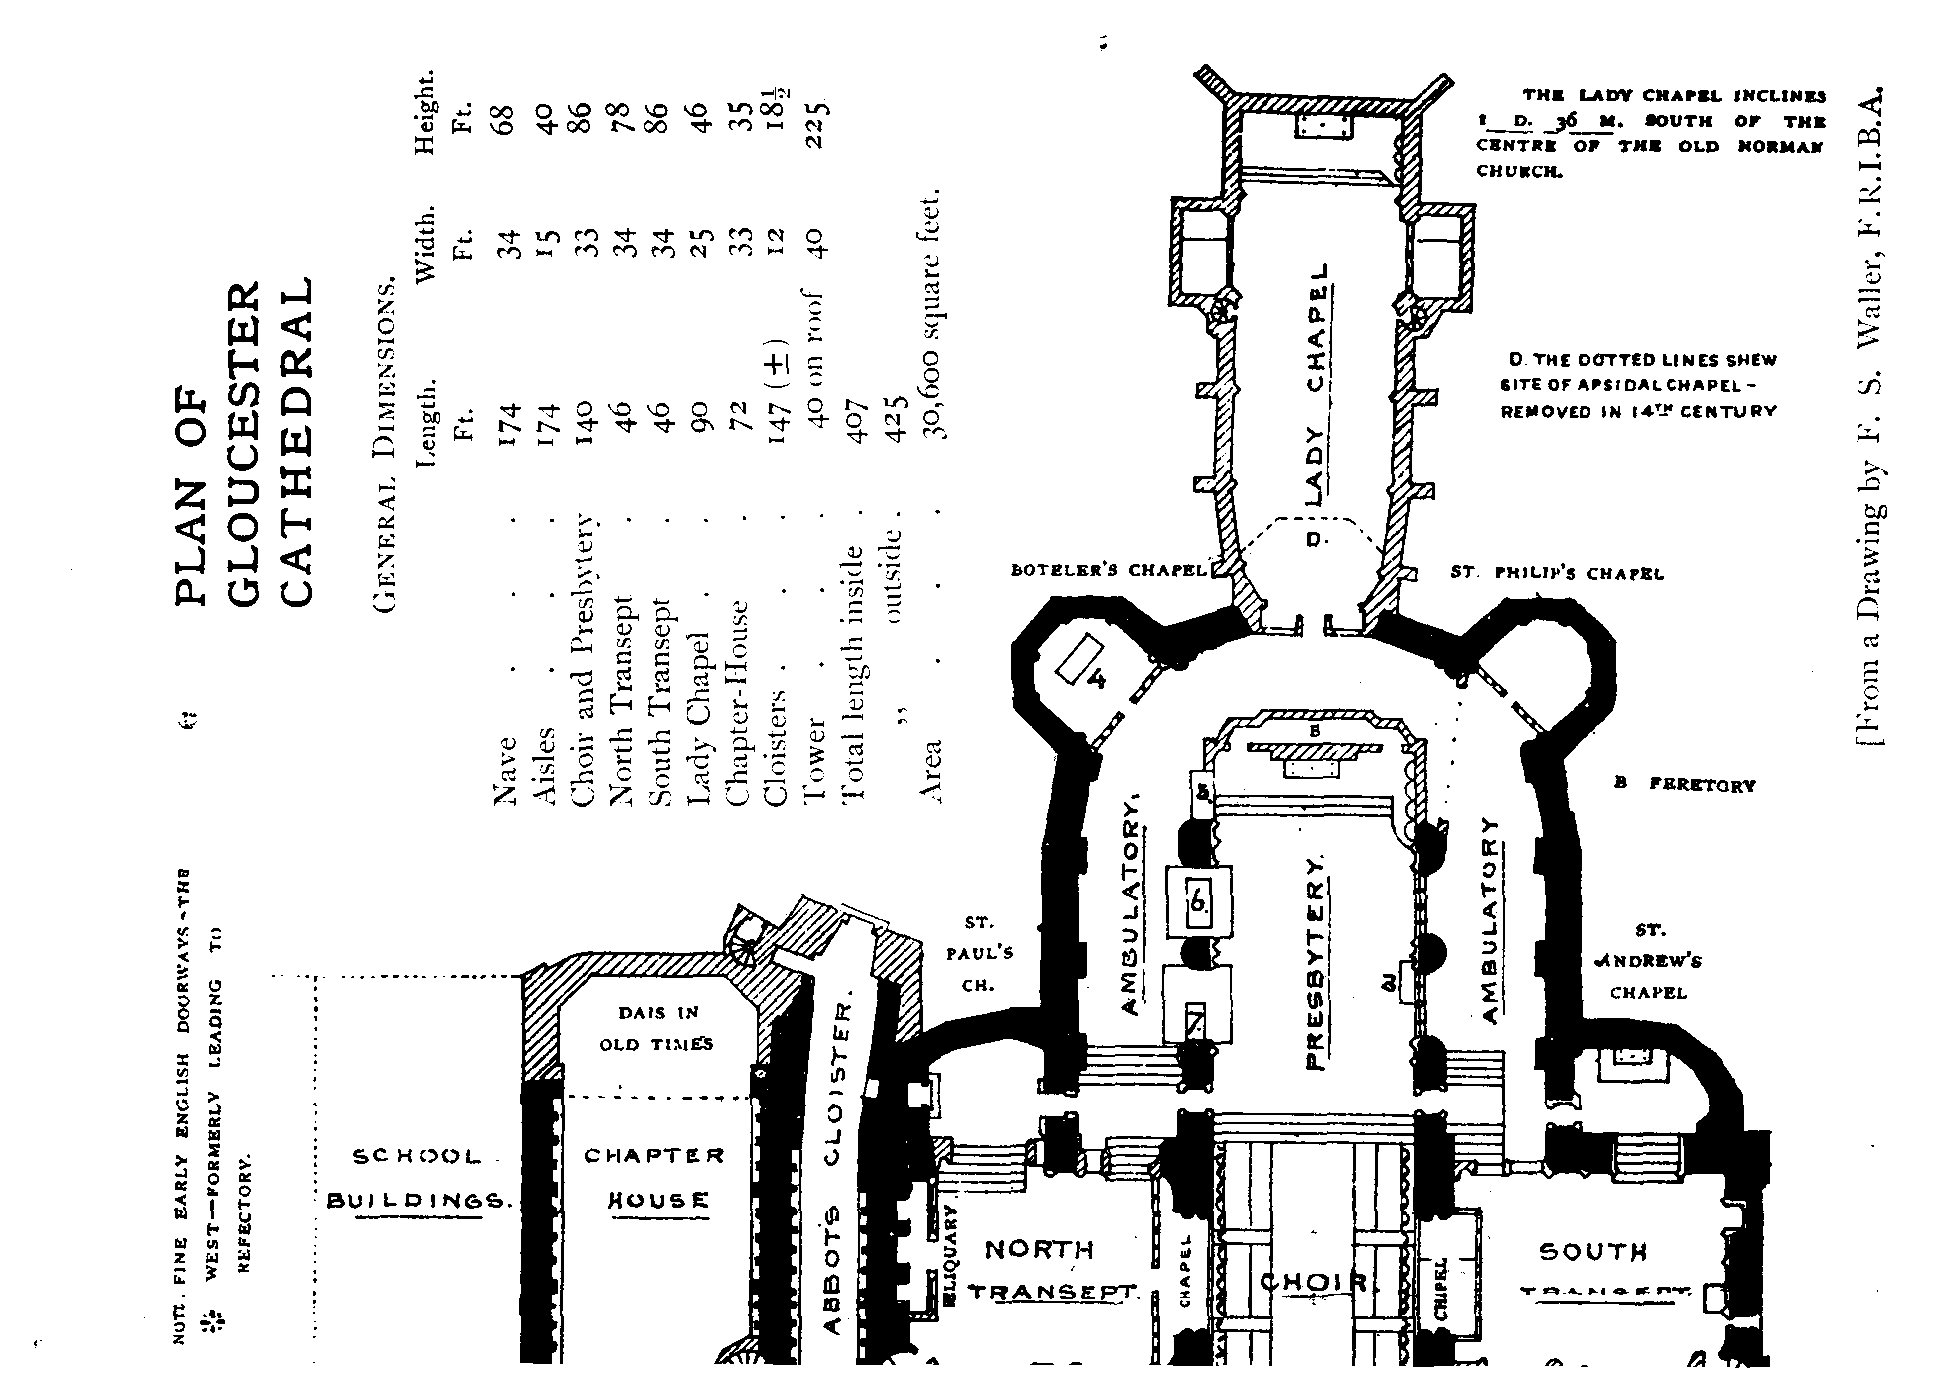 PLAN OF
GLOUCESTER
CATHEDRAL
GENERAL DIMENSIONS.
Length. Width. Height.
Ft. Ft. Ft.
Nave . . 174 34 68
Aisles . . . 174 15 40
Choir and Presbytery 140 33 86
North Transept . 46 34 78
South Transept . 46 34 86
Lady Chapel . . 90 25 46
Chapter-House . 72 33 35
Cloisters . . . 147 (±) 12 18½
Tower . . . 40 on roof 40 225
Total length inside . 407
,, outside . 425
Area . . . 30,600 square feet.
NOTE. FINE EARLY ENGLISH DOORWAYS-THE
WEST—FORMERLY LEADING TO
REFECTORY.
THE LADY CHAPEL INCLINES
1 D. 36 M. SOUTH OF THE
CENTRE OF THE OLD NORMAN
CHURCH.
D. THE DOTTED LINES SHEW
SITE OF APSIDAL CHAPEL-
REMOVED IN 14TH CENTURY
[From a Drawing by F. S. Waller, F.R.I.B.A.
LADY CHAPEL
D.
BOTELER'S CHAPEL
ST. PHILIP'S CHAPEL
4
B
B FERETORY
5
AMBULATORY.
6.
7.
PRESBYTERY.
AMBULATORY
ST.
PAUL'S
CH.
ST.
ANDREW'S
CHAPEL
DAIS IN
OLD TIMES
ABBOTS CLOISTER.
SCHOOL
BUILDINGS.
CHAPTER
HOUSE
RELIQUARY
NORTH
TRANSEPT.
CHAPEL
CHOIR.
CHAPEL
SOUTH
TRANSEPT.